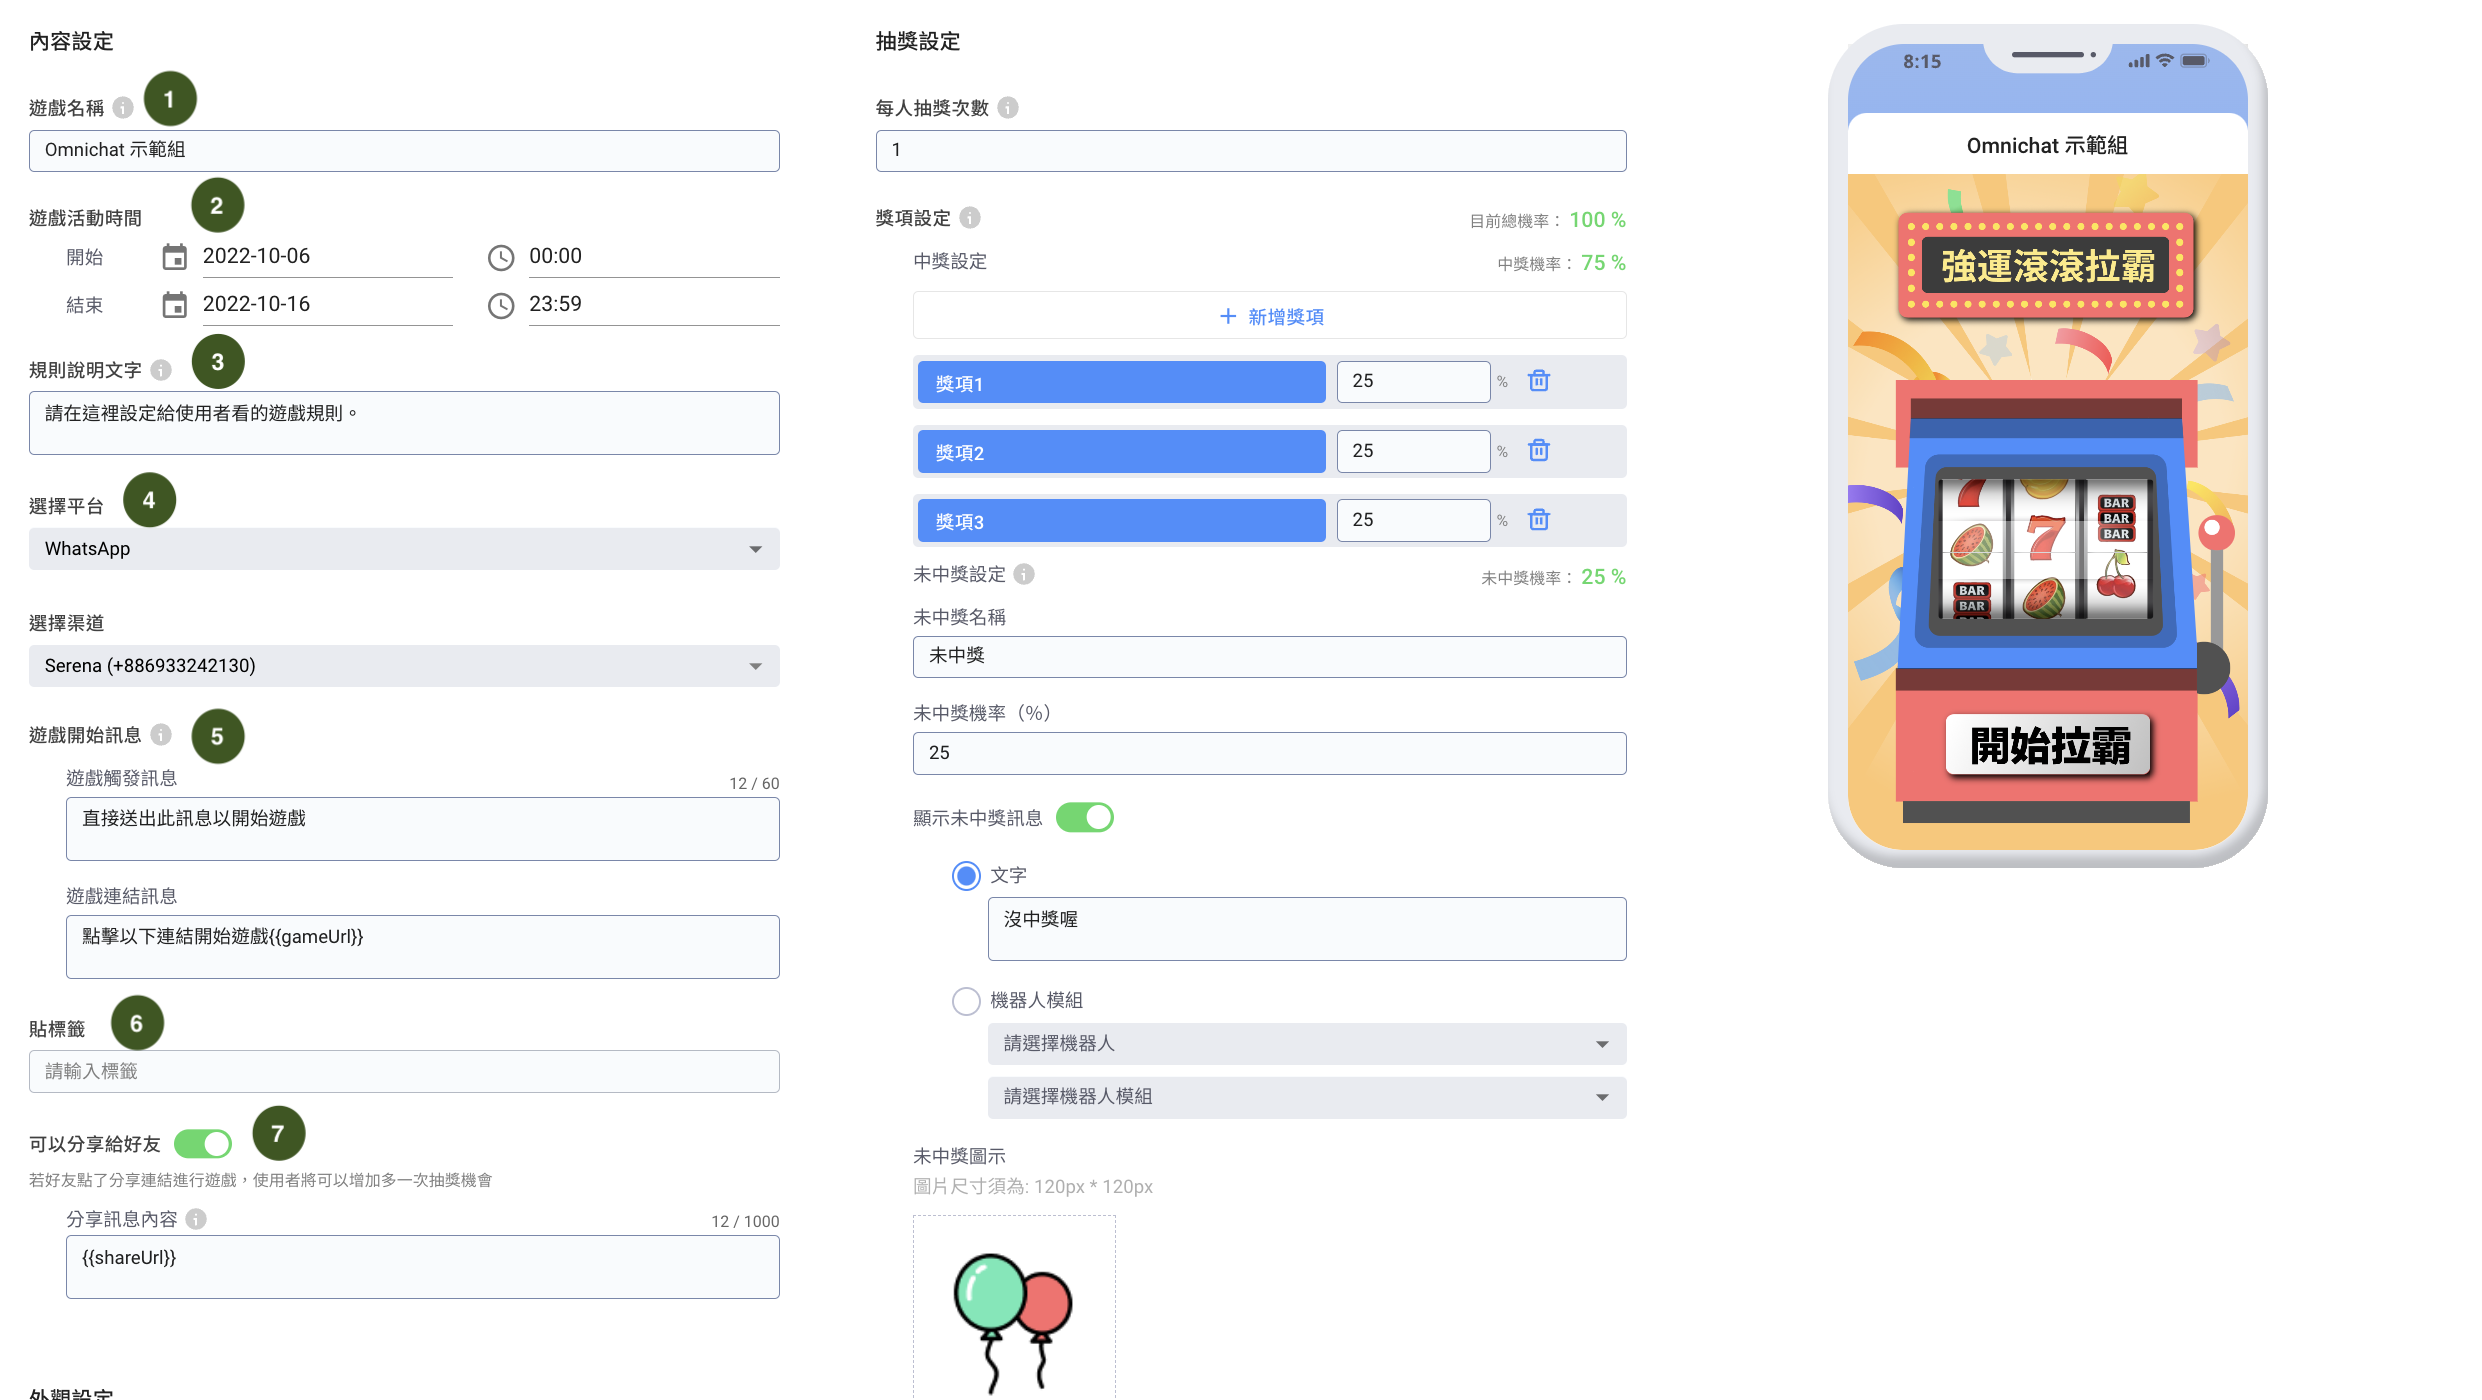 內容設定
遊戲名稱
1
Omnichat 示範組
2
遊戲活動時間
開始
2022-10-06
00:00
結束
2022-10-16
23:59
3
規則說明文字
請在這裡設定給使用者看的遊戲規則。
4
選擇平台
WhatsApp
選擇渠道
Serena (+886933242130)
遊戲開始訊息
5
遊戲觸發訊息
12 / 60
直接送出此訊息以開始遊戲
遊戲連結訊息
點擊以下連結開始遊戲{{gameUrl}}
6
貼標籤
請輸入標籤
7
可以分享給好友
若好友點了分享連結進行遊戲，使用者將可以增加多一次抽獎機會
分享訊息內容
12 / 1000
{{shareUrl}}
外觀設定
抽獎設定
每人抽獎次數
1
獎項設定
目前總機率： 100 %
中獎設定
中獎機率： 75 %
+ 新增獎項
獎項1
25
%
獎項2
25
%
獎項3
25
%
未中獎設定
未中獎機率： 25 %
未中獎名稱
未中獎
未中獎機率（%）
25
顯示未中獎訊息
文字
沒中獎喔
機器人模組
請選擇機器人
請選擇機器人模組
未中獎圖示
圖片尺寸須為: 120px * 120px
8:15
Omnichat 示範組
強運滾滾拉霸
7
BAR
BAR
BAR
7
BAR
BAR
BAR
開始拉霸